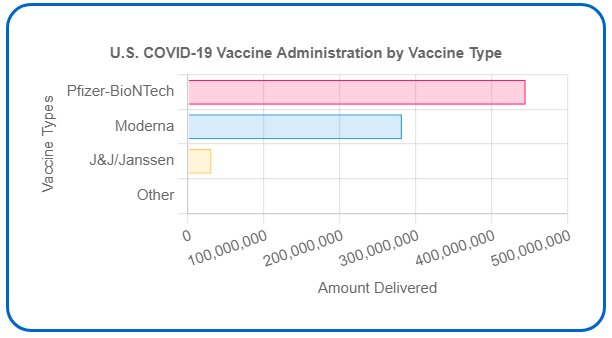 U.S. COVID-19 Vaccine Administration by Vaccine Type
Vaccine Types
Pfizer-BioNTech
Moderna
J&J/Janssen
Other
0
100,000,000
200,000,000
300,000,000
400,000,000
500,000,000
Amount Delivered